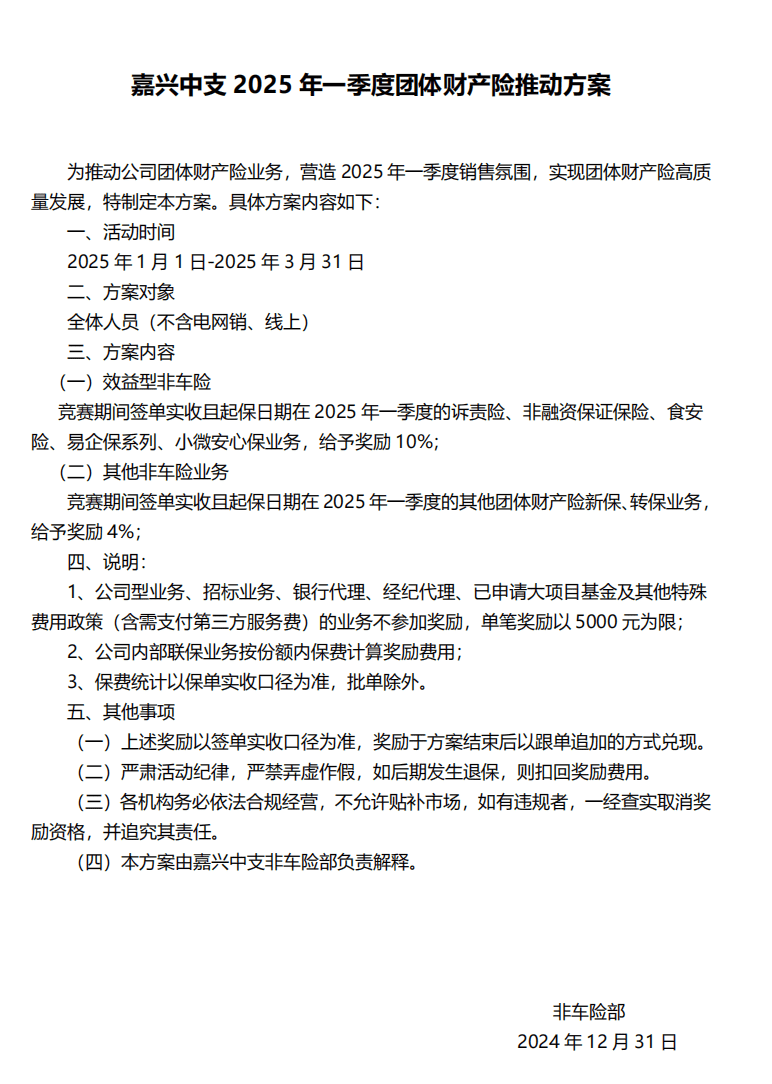 嘉兴中支 2025 年一季度团体财产险推动方案
为推动公司团体财产险业务，营造 2025 年一季度销售氛围，实现团体财产险高质
量发展，特制定本方案。具体方案内容如下：
一、活动时间
2025 年 1 月 1 日-2025 年 3 月 31 日
二、方案对象
全体人员（不含电网销、线上）
三、方案内容
（一）效益型非车险
竞赛期间签单实收且起保日期在 2025 年一季度的诉责险、非融资保证保险、食安
险、易企保系列、小微安心保业务，给予奖励 10%；
（二）其他非车险业务
竞赛期间签单实收且起保日期在 2025 年一季度的其他团体财产险新保、转保业务，
给予奖励 4%；
四、说明：
1、公司型业务、招标业务、银行代理、经纪代理、已申请大项目基金及其他特殊
费用政策（含需支付第三方服务费）的业务不参加奖励，单笔奖励以 5000 元为限；
2、公司内部联保业务按份额内保费计算奖励费用；
3、保费统计以保单实收口径为准，批单除外。
五、其他事项
（一）上述奖励以签单实收口径为准，奖励于方案结束后以跟单追加的方式兑现。
（二）严肃活动纪律，严禁弄虚作假，如后期发生退保，则扣回奖励费用。
（三）各机构务必依法合规经营，不允许贴补市场，如有违规者，一经查实取消奖
励资格，并追究其责任。
（四）本方案由嘉兴中支非车险部负责解释。
非车险部
2024 年 12 月 31 日